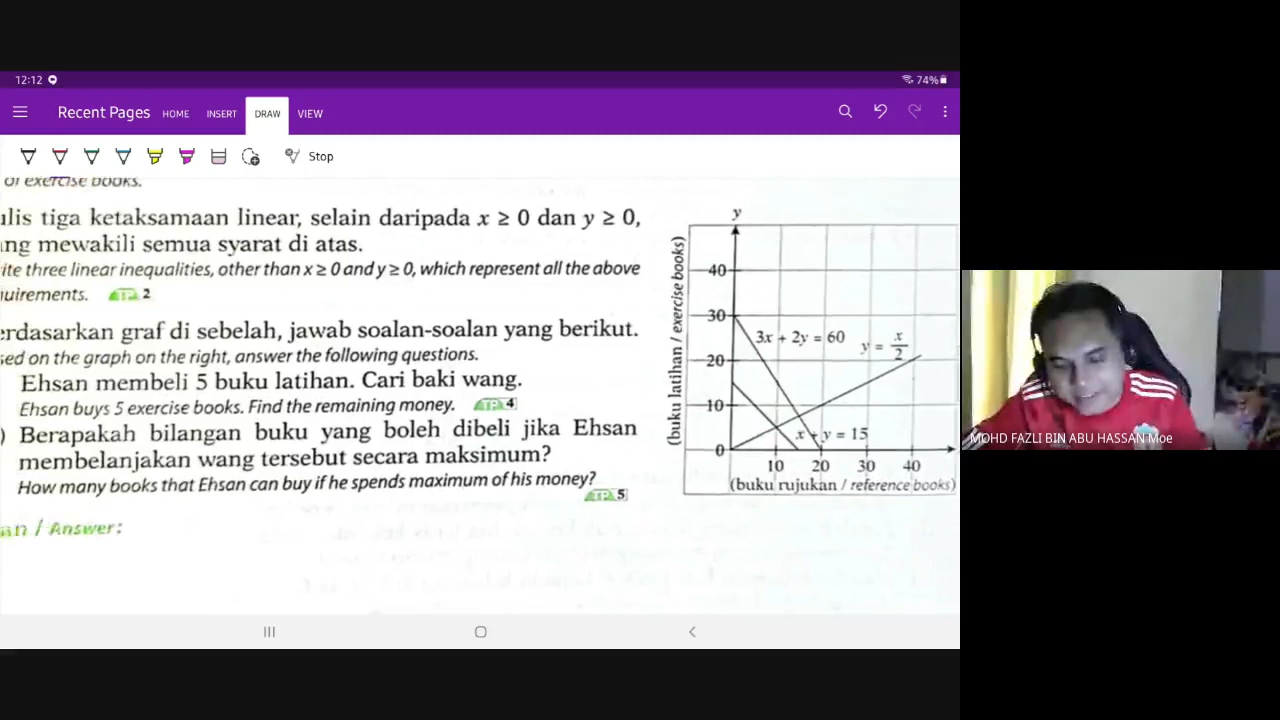 12:12
74%
Recent Pages HOME INSERT DRAW VIEW
Stop
of exercise books.
ulis tiga ketaksamaan linear, selain daripada x ≥ 0 dan y ≥ 0,
ng mewakili semua syarat di atas.
ite three linear inequalities, other than x ≥ 0 and y ≥ 0, which represent all the above
uirements. TP 2
erdasarkan graf di sebelah, jawab soalan-soalan yang berikut.
sed on the graph on the right, answer the following questions.
Ehsan membeli 5 buku latihan. Cari baki wang.
Ehsan buys 5 exercise books. Find the remaining money. TP 4
) Berapakah bilangan buku yang boleh dibeli jika Ehsan
membelanjakan wang tersebut secara maksimum?
How many books that Ehsan can buy if he spends maximum of his money?
TP 5
an / Answer:
y
(buku latihan / exercise books)
40
30
20
10
0
3x + 2y = 60
y = x/2
x + y = 15
10 20 30 40
(buku rujukan / reference books)
MOHD FAZLI BIN ABU HASSAN Moe